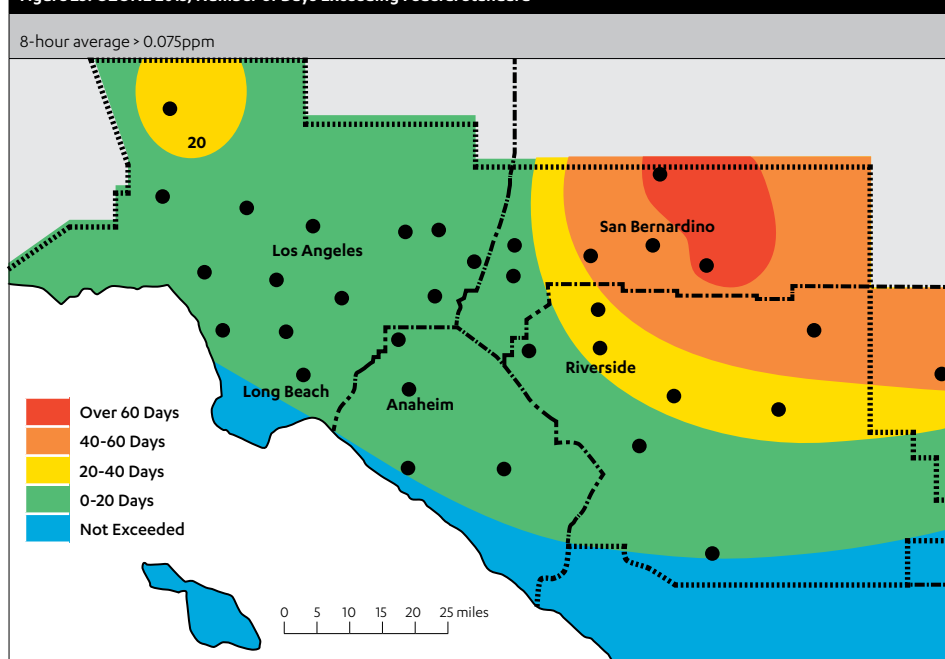 8-hour average > 0.075ppm
20
Los Angeles
San Bernardino
Riverside
Long Beach
Anaheim
Over 60 Days
40-60 Days
20-40 Days
0-20 Days
Not Exceeded
0 5 10 15 20 25 miles